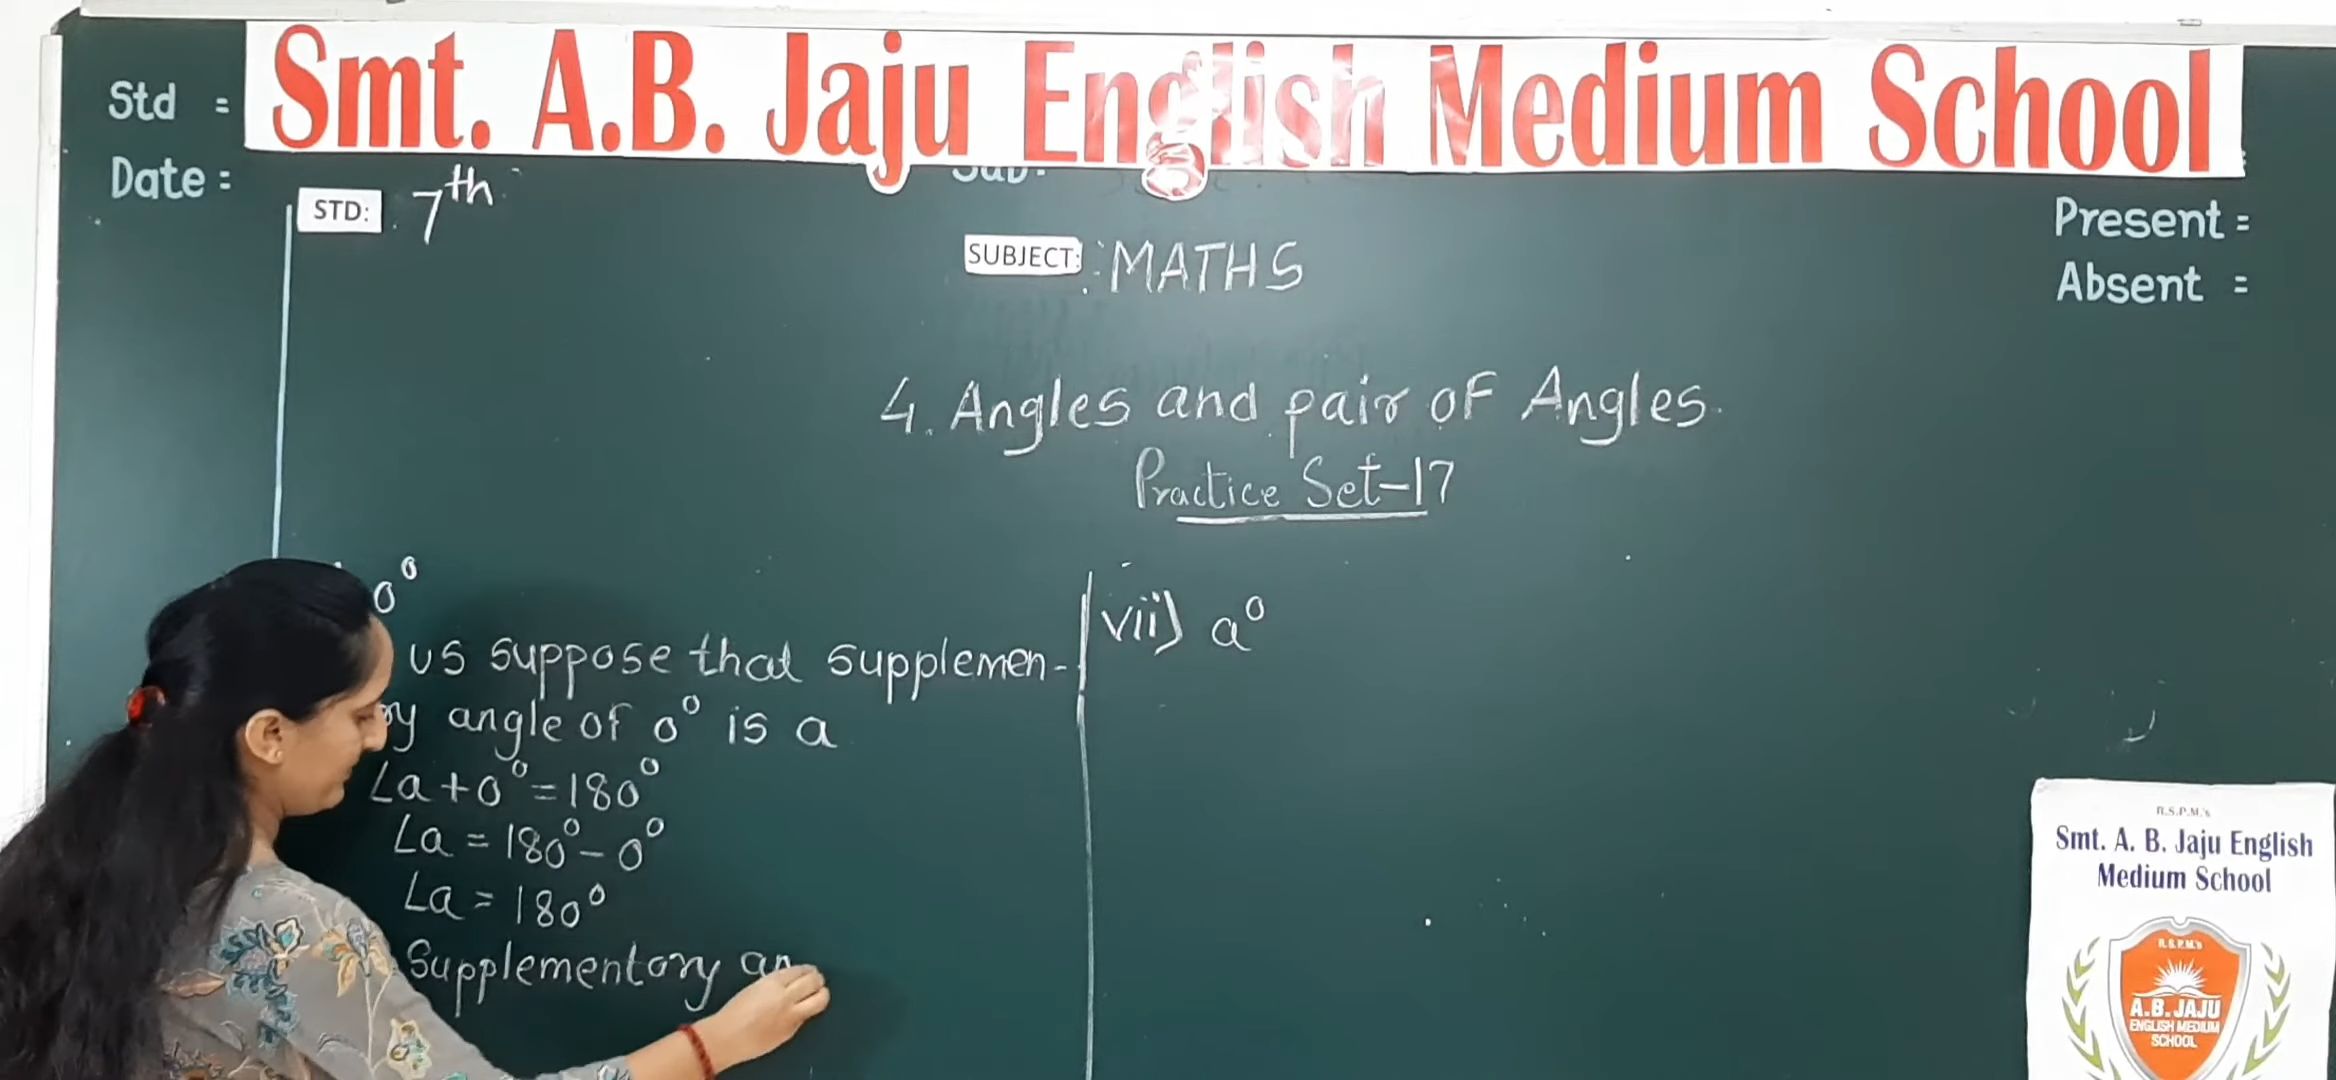 Smt. A.B. Jaju English Medium School
Std =
Date =
STD: 7th
SUBJECT: MATHS
Present =
Absent =
4. Angles and pair of Angles.
Practice Set-17
0°
us suppose that supplemen-
ry angle of 0° is a
∠a + 0° = 180°
∠a = 180° - 0°
∠a = 180°
Supplementory an
vii) a°
R.S.P.M.'s
Smt. A. B. Jaju English
Medium School
R.S.P.M's
A.B. JAJU
ENGLISH MEDIUM
SCHOOL